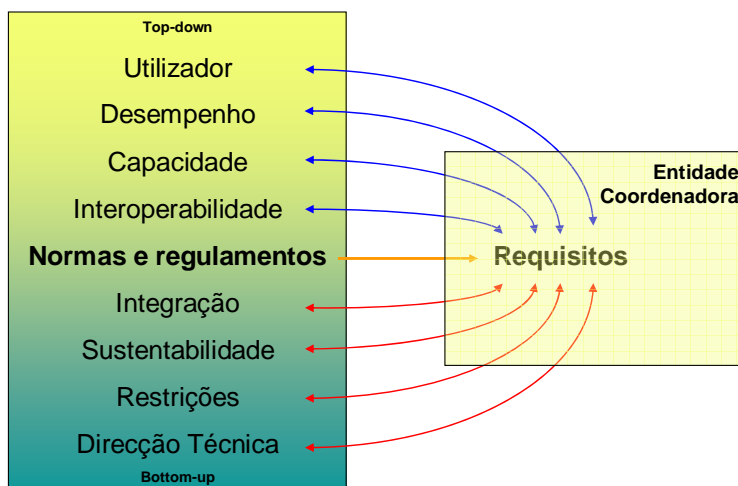 Top-down
Utilizador
Desempenho
Capacidade
Interoperabilidade
Normas e regulamentos
Integração
Sustentabilidade
Restrições
Direcção Técnica
Bottom-up
Entidade
Coordenadora
Requisitos